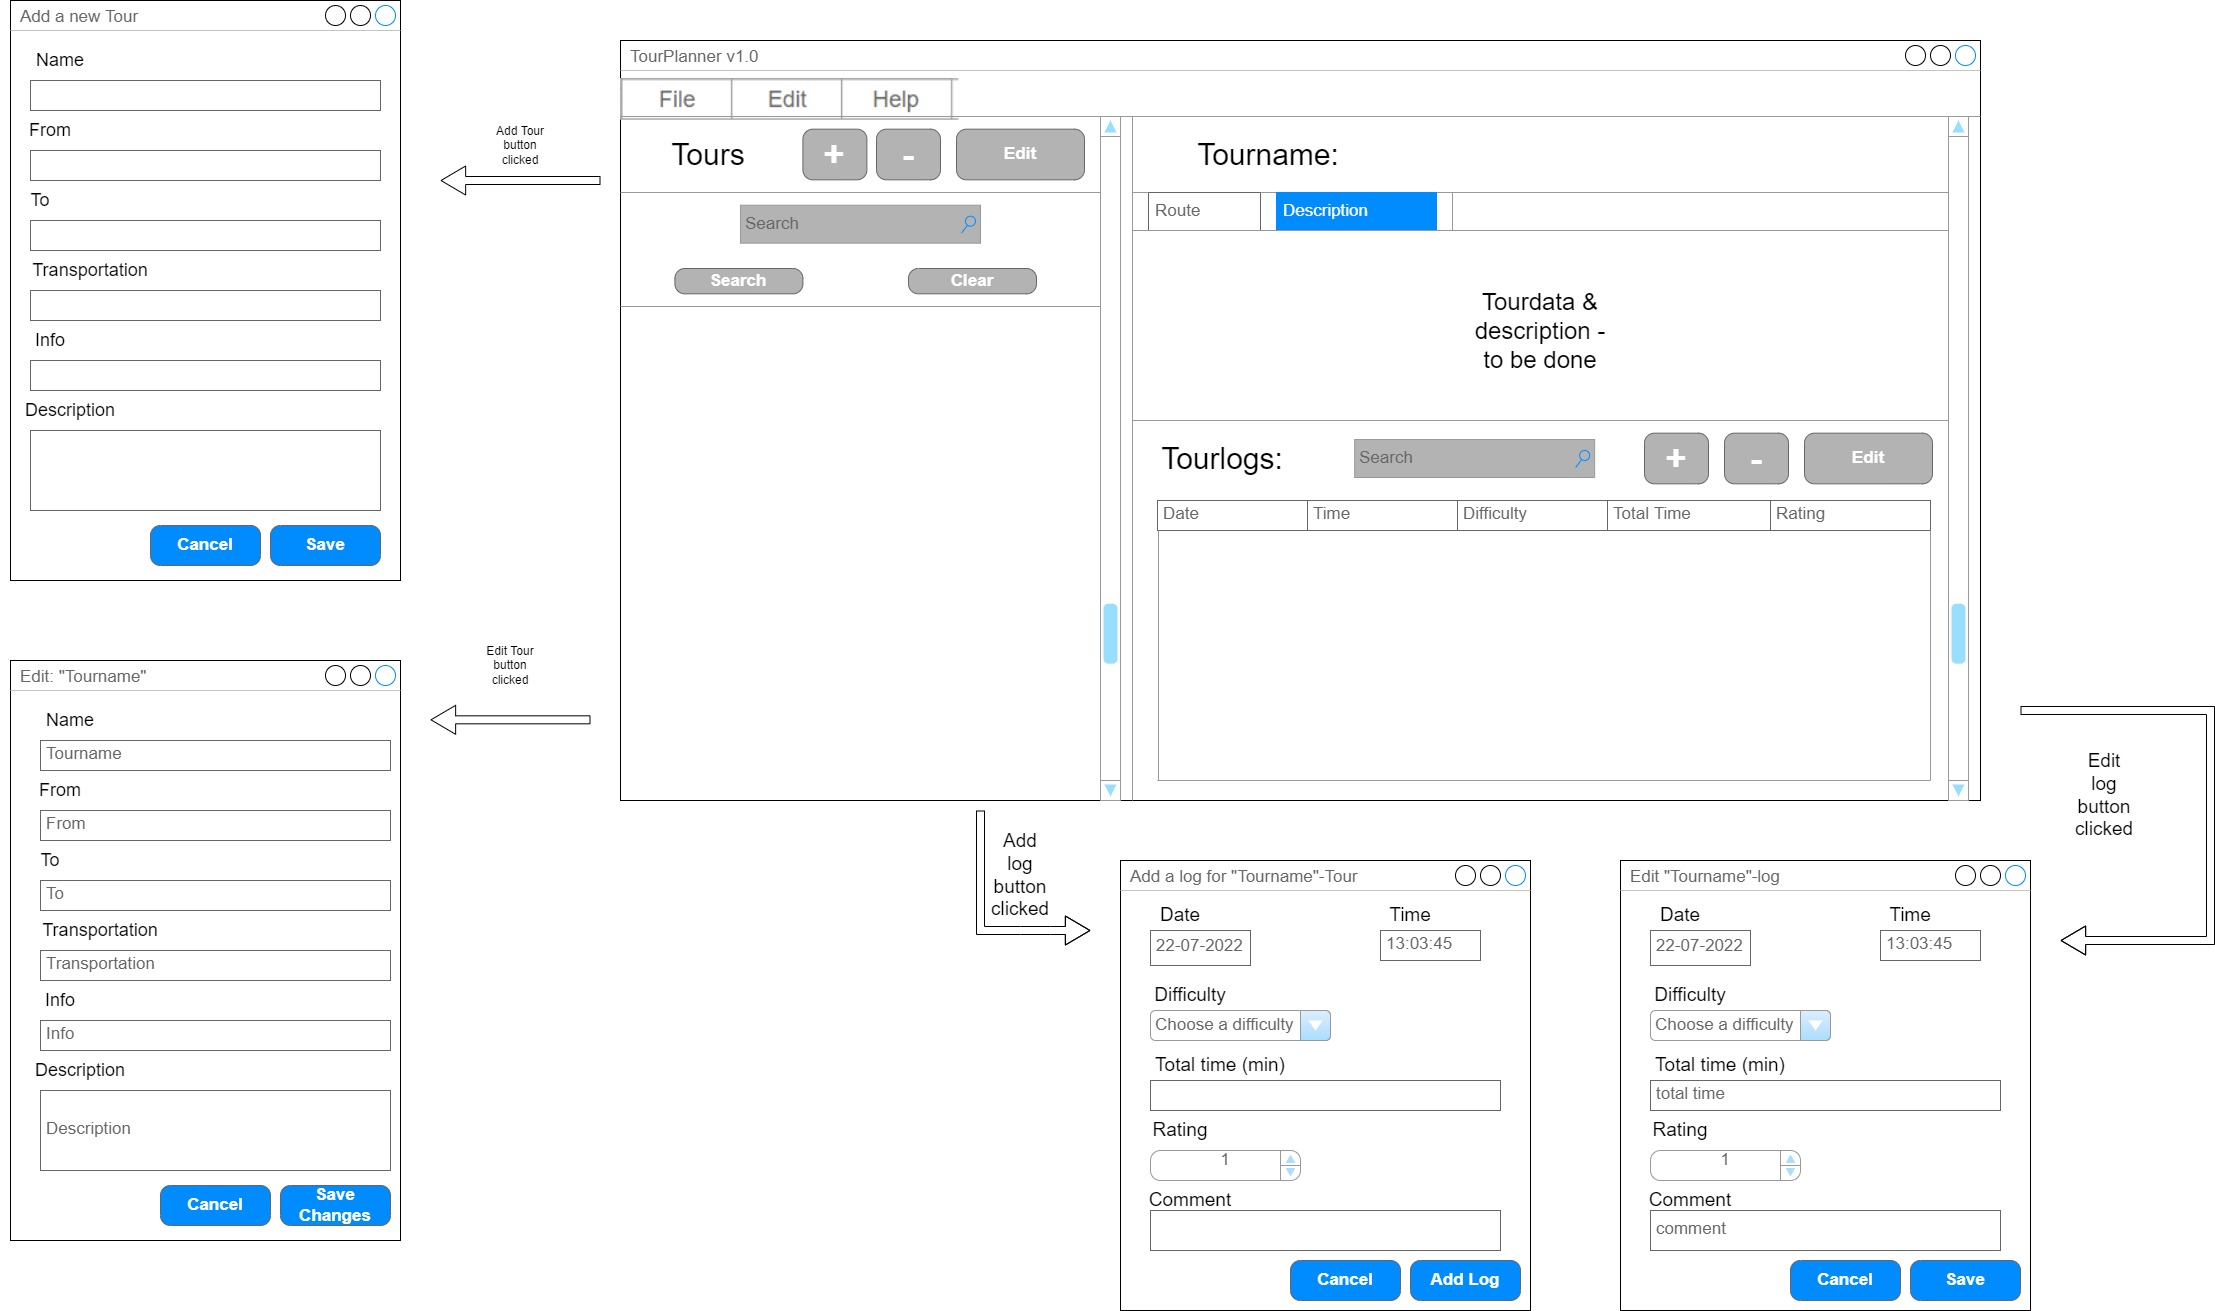 Add a new Tour
Name
From
To
Transportation
Info
Description
Cancel
Save
Add Tour
button
clicked
TourPlanner v1.0
File
Edit
Help
Tours
+
-
Edit
Search
Search
Clear
Tourname:
Route
Description
Tourdata &
description -
to be done
Tourlogs:
Search
+
-
Edit
Date
Time
Difficulty
Total Time
Rating
Edit Tour
button
clicked
Edit: "Tourname"
Name
Tourname
From
From
To
To
Transportation
Transportation
Info
Info
Description
Description
Cancel
Save
Changes
Add
log
button
clicked
Add a log for "Tourname"-Tour
Date
Time
22-07-2022
13:03:45
Difficulty
Choose a difficulty
Total time (min)
Rating
1
Comment
Cancel
Add Log
Edit
log
button
clicked
Edit "Tourname"-log
Date
Time
22-07-2022
13:03:45
Difficulty
Choose a difficulty
Total time (min)
total time
Rating
1
Comment
comment
Cancel
Save